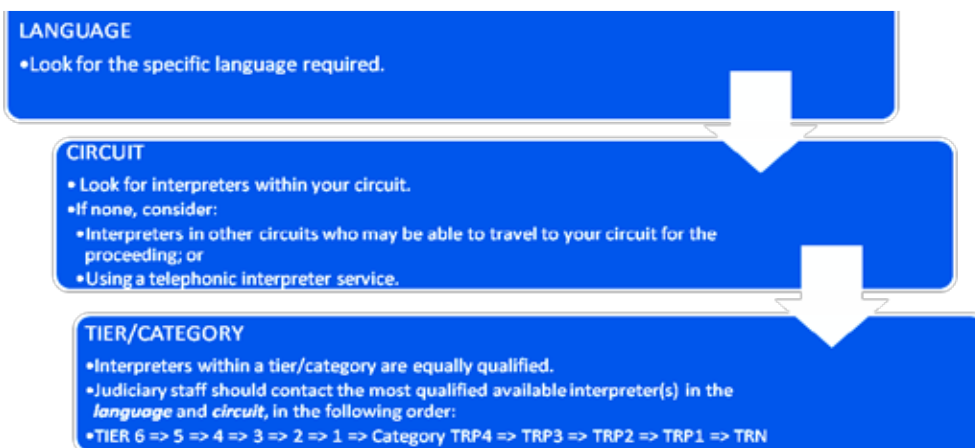 LANGUAGE
•Look for the specific language required.
CIRCUIT
• Look for interpreters within your circuit.
•If none, consider:
•Interpreters in other circuits who may be able to travel to your circuit for the
proceeding; or
•Using a telephonic interpreter service.
TIER/CATEGORY
•Interpreters within a tier/category are equally qualified.
•Judiciary staff should contact the most qualified available interpreter(s) in the
language and circuit, in the following order:
•TIER 6 => 5 => 4 => 3 => 2 => 1 => Category TRP4 => TRP3 => TRP2 => TRP1 => TRN